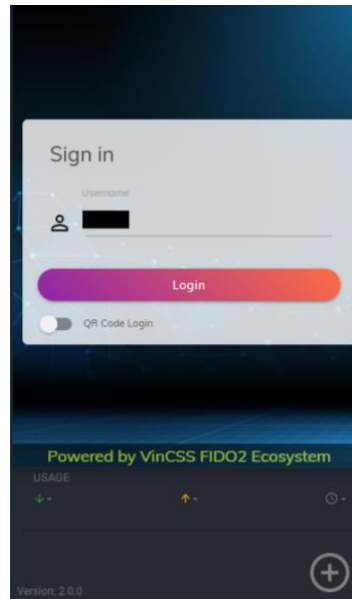 Sign in
Username
Login
QR Code Login
Powered by VinCSS FIDO2 Ecosystem
USAGE
- - -
Version: 2.0.0